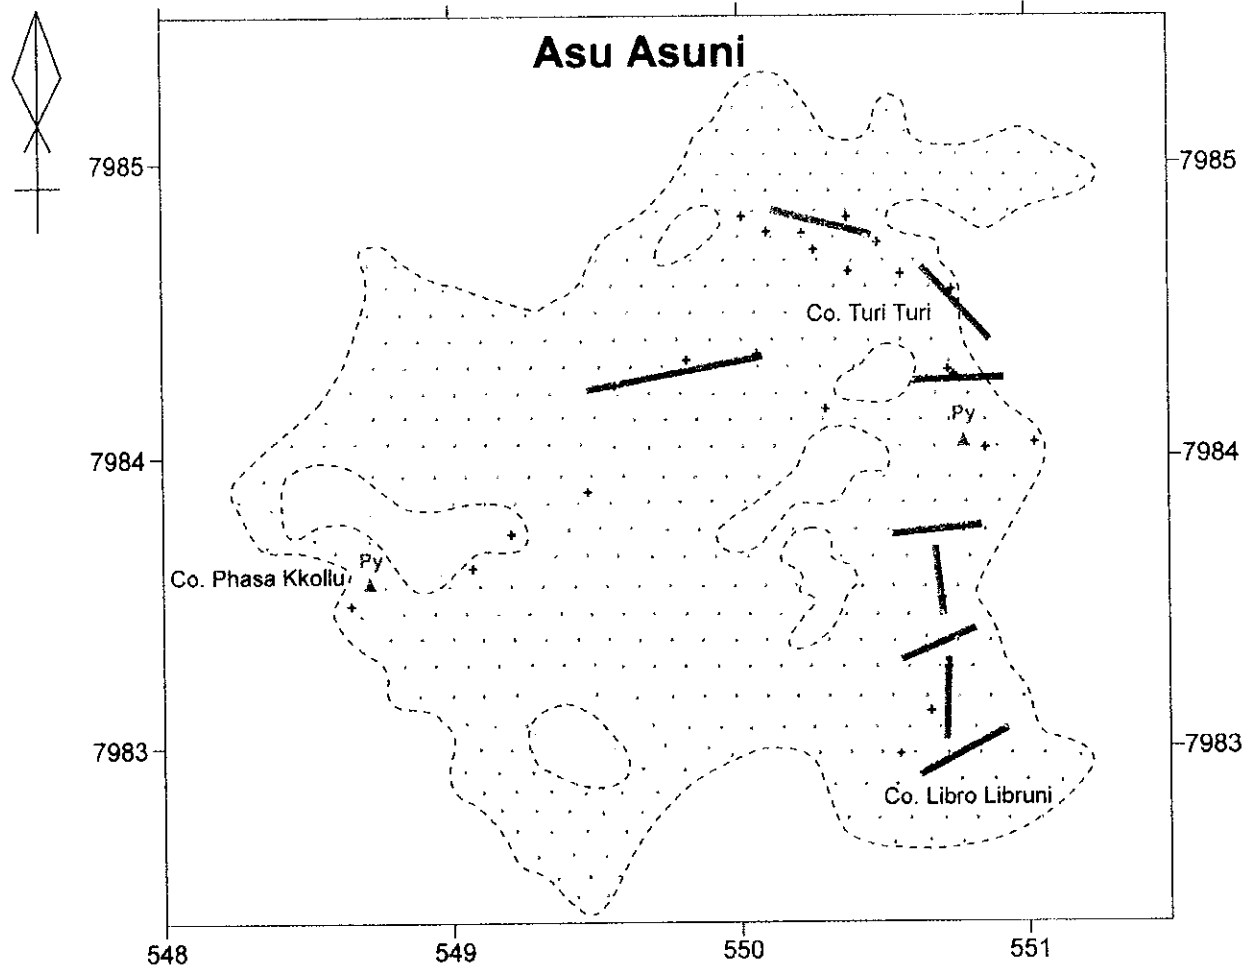 Asu Asuni
7985
7985
Co. Turi Turi
Py
7984
7984
Py
Co. Phasa Kkollu
7983
7983
Co. Libro Libruni
548
549
550
551